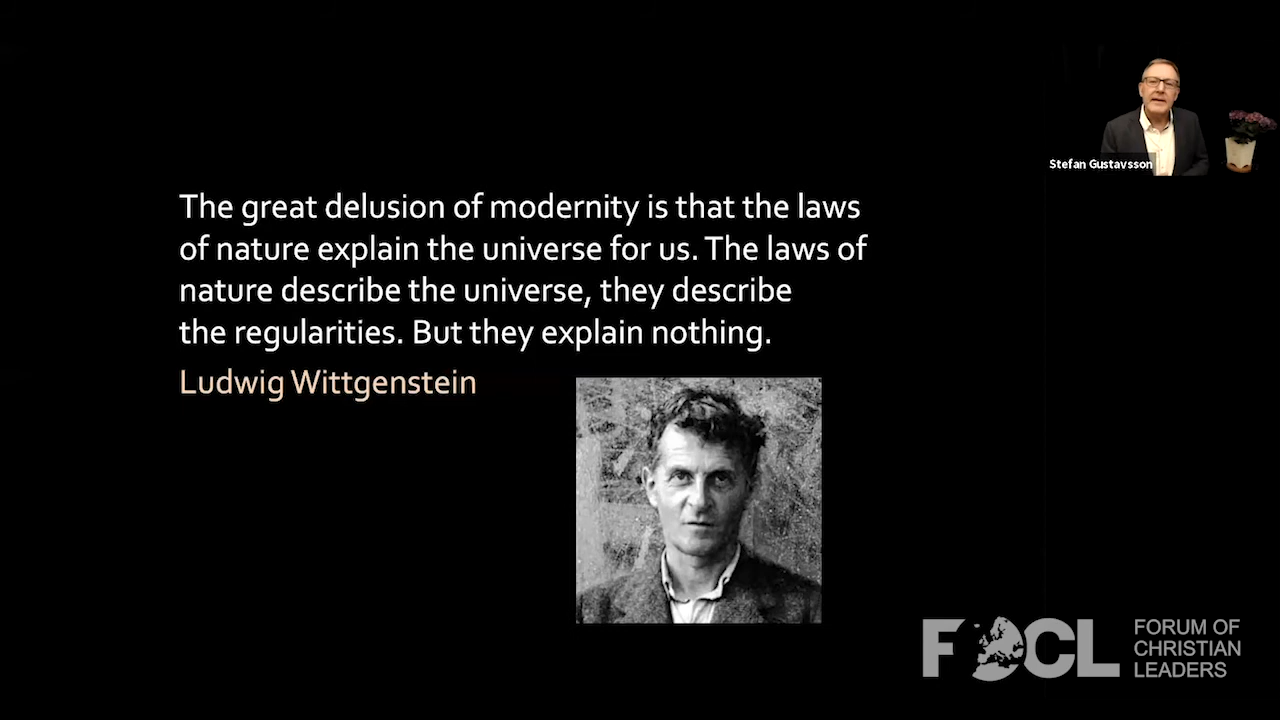 Stefan Gustavsson
The great delusion of modernity is that the laws
of nature explain the universe for us. The laws of
nature describe the universe, they describe
the regularities. But they explain nothing.
Ludwig Wittgenstein
FOCL
FORUM OF
CHRISTIAN
LEADERS